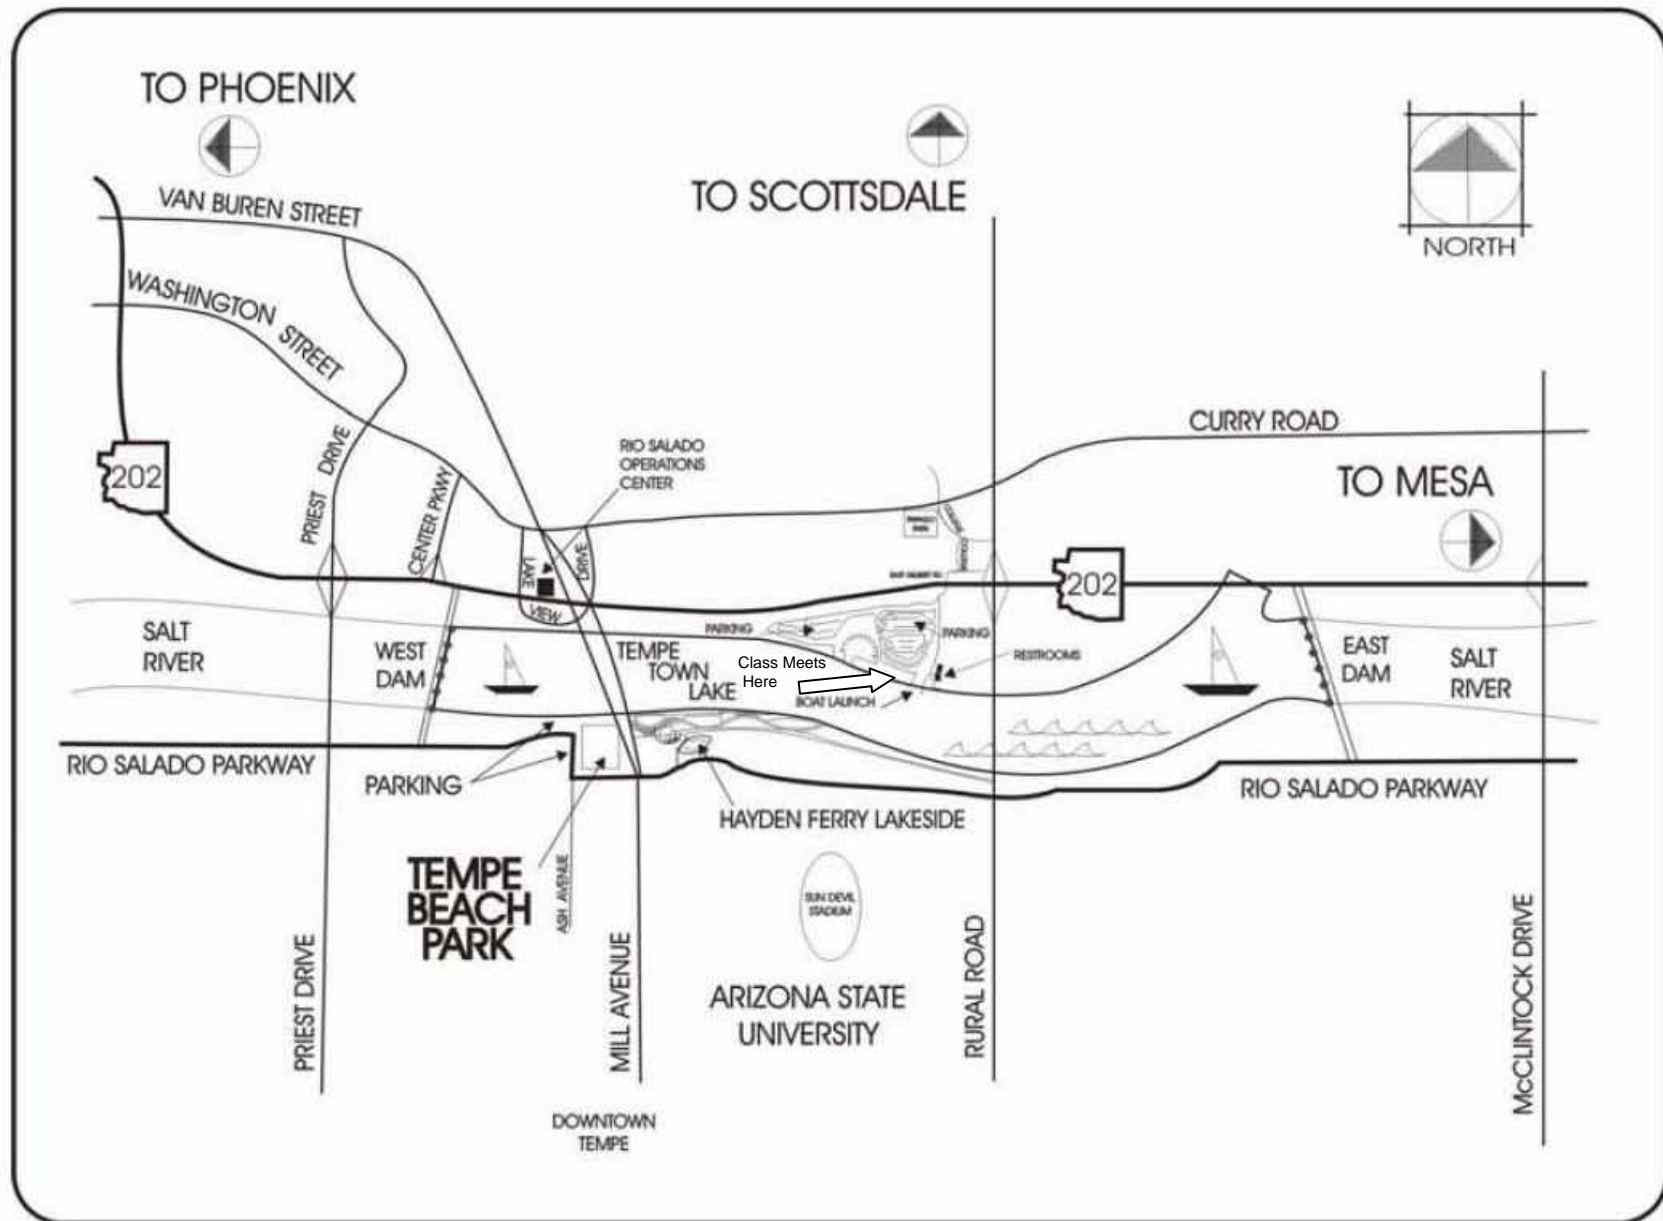 TO PHOENIX
TO SCOTTSDALE
NORTH
VAN BUREN STREET
WASHINGTON STREET
CURRY ROAD
TO MESA
RIO SALADO
OPERATIONS
CENTER
202
PRIEST DRIVE
CENTER PKWY
LAKE
VIEW
DRIVE
202
SALT
RIVER
WEST
DAM
TEMPE
TOWN
LAKE
PARKING
Class Meets
Here
BOAT LAUNCH
PARKING
RESTROOMS
EAST
DAM
SALT
RIVER
RIO SALADO PARKWAY
PARKING
HAYDEN FERRY LAKESIDE
RIO SALADO PARKWAY
TEMPE
BEACH
PARK
ASH AVENUE
SUN DEVIL
STADIUM
PRIEST DRIVE
MILL AVENUE
ARIZONA STATE
UNIVERSITY
RURAL ROAD
McCLINTOCK DRIVE
DOWNTOWN
TEMPE